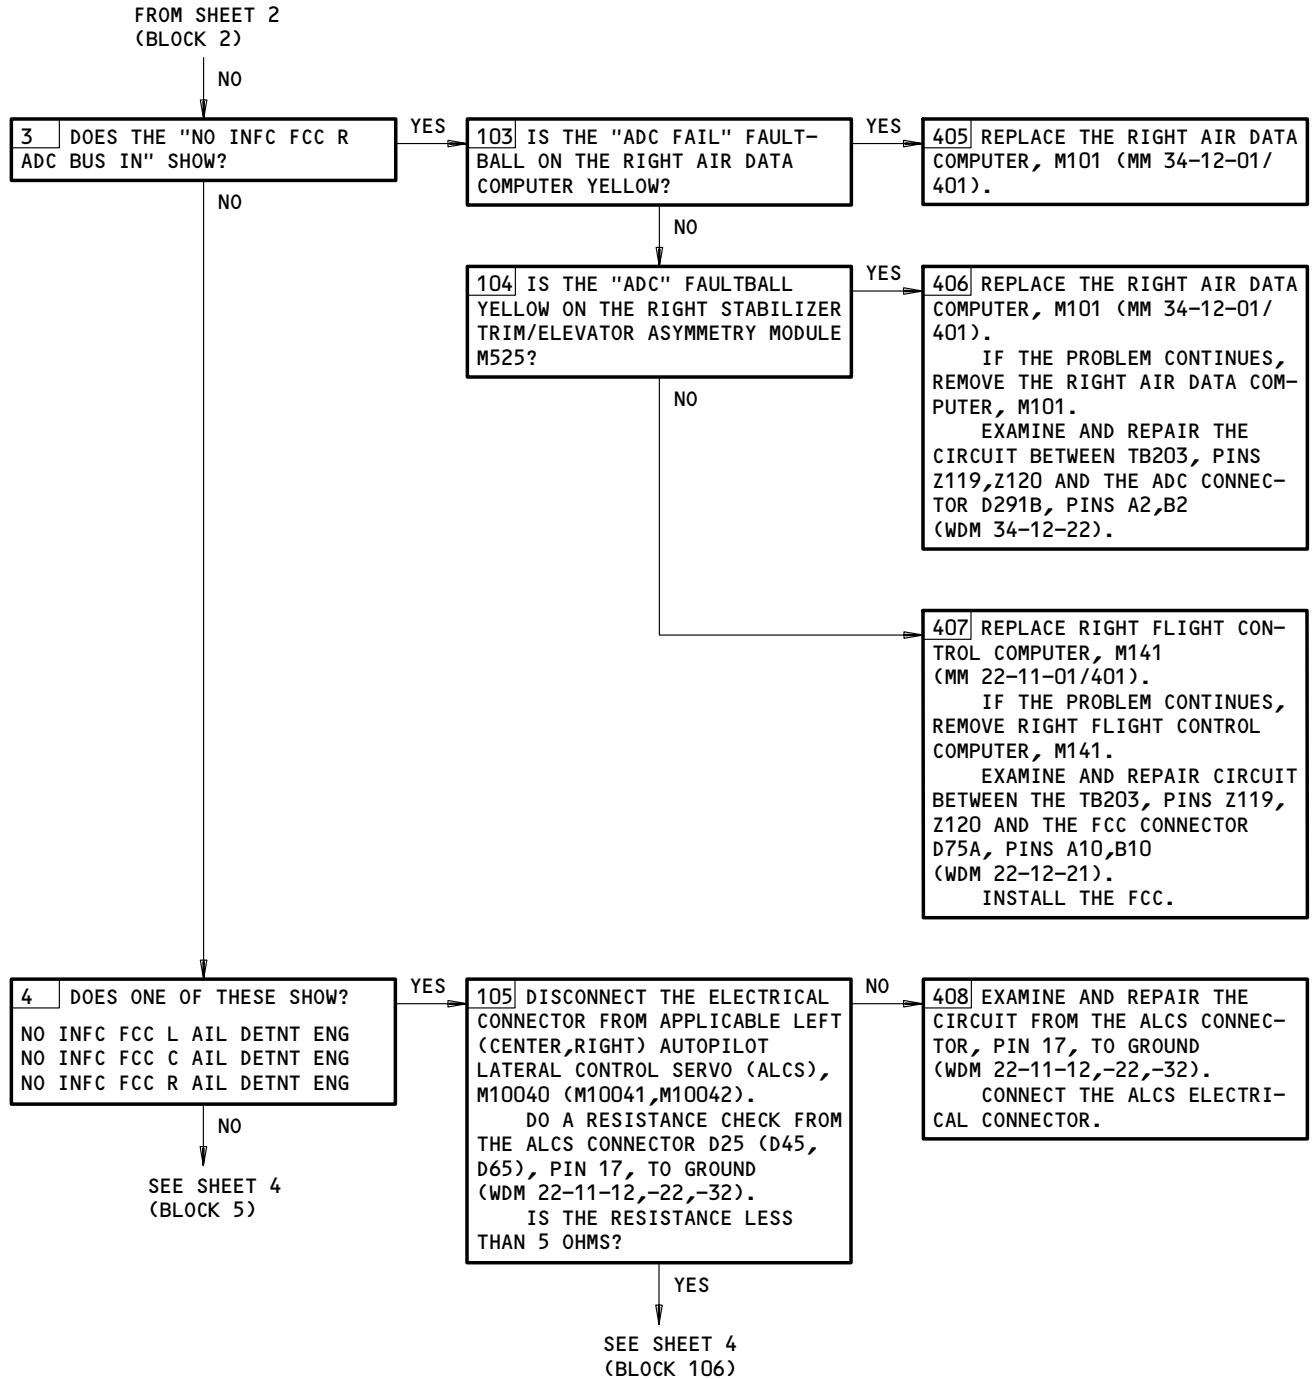 FROM SHEET 2
(BLOCK 2)
NO
3 DOES THE "NO INFC FCC R
ADC BUS IN" SHOW?
YES
NO
103 IS THE "ADC FAIL" FAULT-
BALL ON THE RIGHT AIR DATA
COMPUTER YELLOW?
YES
NO
405 REPLACE THE RIGHT AIR DATA
COMPUTER, M101 (MM 34-12-01/
401).
104 IS THE "ADC" FAULTBALL
YELLOW ON THE RIGHT STABILIZER
TRIM/ELEVATOR ASYMMETRY MODULE
M525?
YES
NO
406 REPLACE THE RIGHT AIR DATA
COMPUTER, M101 (MM 34-12-01/
401).
IF THE PROBLEM CONTINUES,
REMOVE THE RIGHT AIR DATA COM-
PUTER, M101.
EXAMINE AND REPAIR THE
CIRCUIT BETWEEN TB203, PINS
Z119,Z120 AND THE ADC CONNEC-
TOR D291B, PINS A2,B2
(WDM 34-12-22).
407 REPLACE RIGHT FLIGHT CON-
TROL COMPUTER, M141
(MM 22-11-01/401).
IF THE PROBLEM CONTINUES,
REMOVE RIGHT FLIGHT CONTROL
COMPUTER, M141.
EXAMINE AND REPAIR CIRCUIT
BETWEEN THE TB203, PINS Z119,
Z120 AND THE FCC CONNECTOR
D75A, PINS A10,B10
(WDM 22-12-21).
INSTALL THE FCC.
4 DOES ONE OF THESE SHOW?
NO INFC FCC L AIL DETNT ENG
NO INFC FCC C AIL DETNT ENG
NO INFC FCC R AIL DETNT ENG
YES
NO
SEE SHEET 4
(BLOCK 5)
105 DISCONNECT THE ELECTRICAL
CONNECTOR FROM APPLICABLE LEFT
(CENTER,RIGHT) AUTOPILOT
LATERAL CONTROL SERVO (ALCS),
M10040 (M10041,M10042).
DO A RESISTANCE CHECK FROM
THE ALCS CONNECTOR D25 (D45,
D65), PIN 17, TO GROUND
(WDM 22-11-12,-22,-32).
IS THE RESISTANCE LESS
THAN 5 OHMS?
NO
YES
SEE SHEET 4
(BLOCK 106)
408 EXAMINE AND REPAIR THE
CIRCUIT FROM THE ALCS CONNEC-
TOR, PIN 17, TO GROUND
(WDM 22-11-12,-22,-32).
CONNECT THE ALCS ELECTRI-
CAL CONNECTOR.